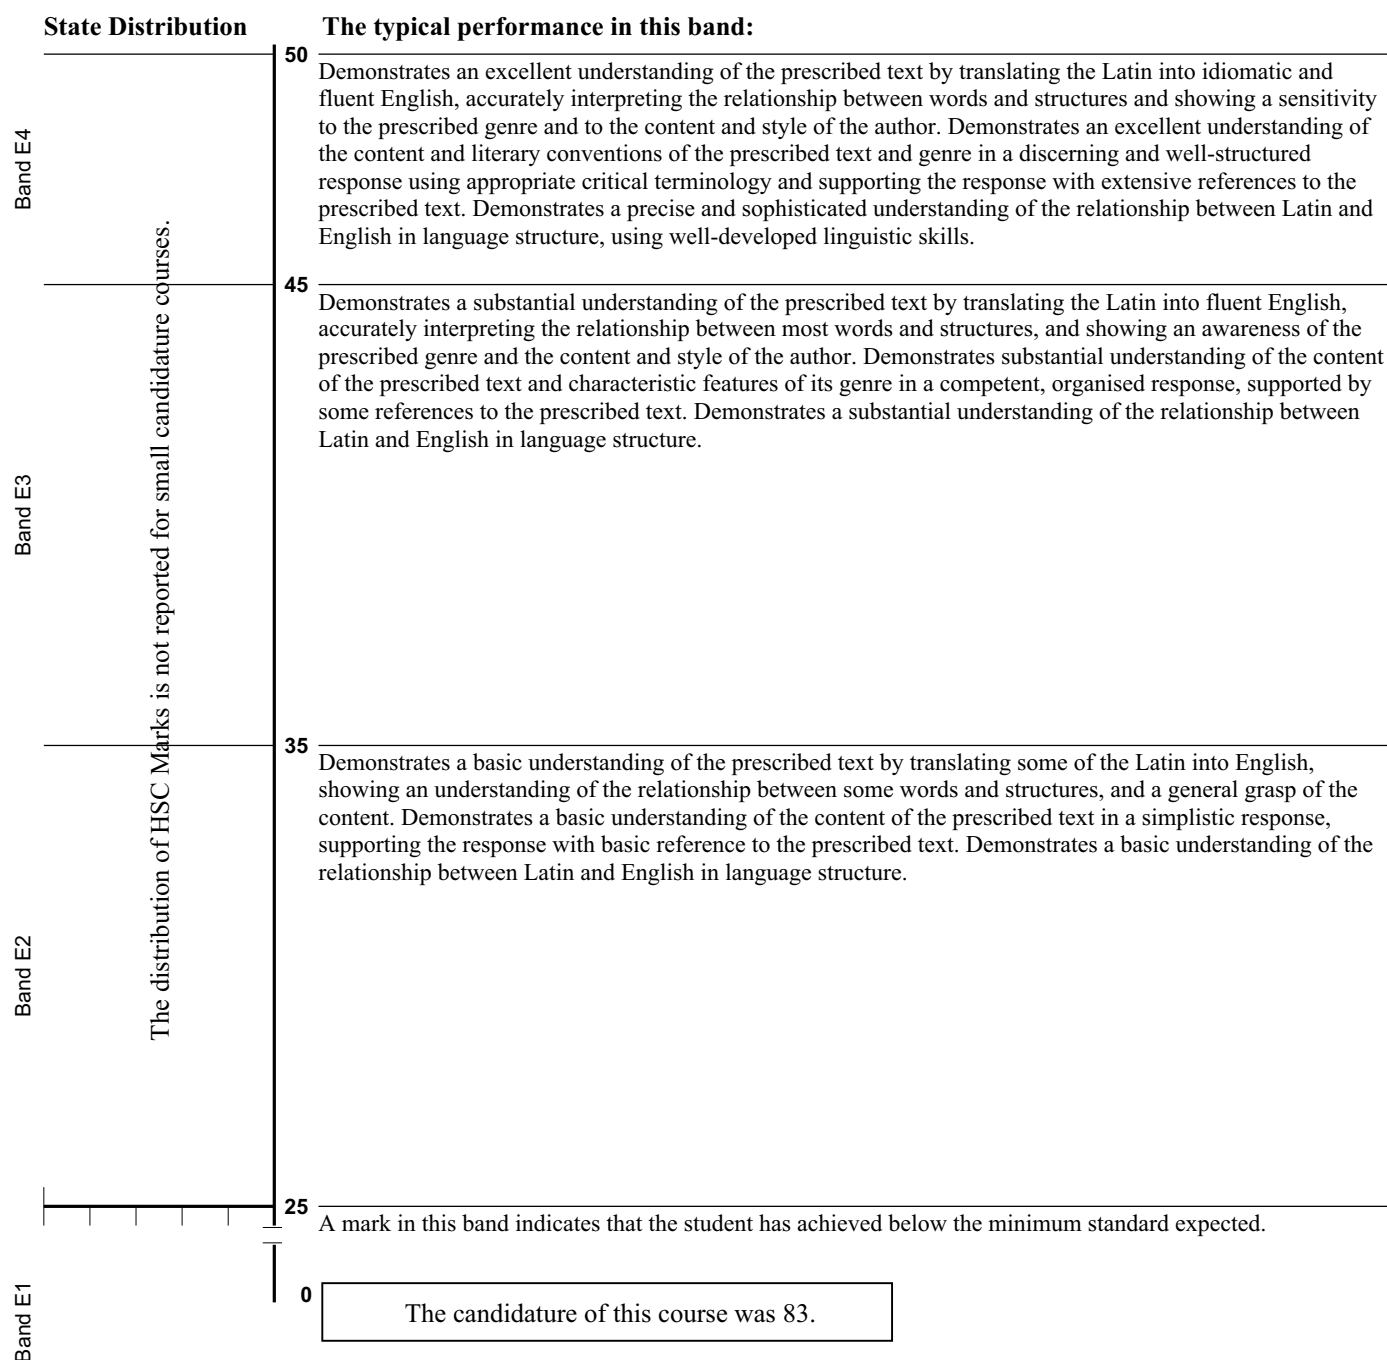 State Distribution
The typical performance in this band:
50
Demonstrates an excellent understanding of the prescribed text by translating the Latin into idiomatic and
fluent English, accurately interpreting the relationship between words and structures and showing a sensitivity
to the prescribed genre and to the content and style of the author. Demonstrates an excellent understanding of
the content and literary conventions of the prescribed text and genre in a discerning and well-structured
response using appropriate critical terminology and supporting the response with extensive references to the
prescribed text. Demonstrates a precise and sophisticated understanding of the relationship between Latin and
English in language structure, using well-developed linguistic skills.
Band E4
45
Demonstrates a substantial understanding of the prescribed text by translating the Latin into fluent English,
accurately interpreting the relationship between most words and structures, and showing an awareness of the
prescribed genre and the content and style of the author. Demonstrates substantial understanding of the content
of the prescribed text and characteristic features of its genre in a competent, organised response, supported by
some references to the prescribed text. Demonstrates a substantial understanding of the relationship between
Latin and English in language structure.
Band E3
The distribution of HSC Marks is not reported for small candidature courses.
35
Demonstrates a basic understanding of the prescribed text by translating some of the Latin into English,
showing an understanding of the relationship between some words and structures, and a general grasp of the
content. Demonstrates a basic understanding of the content of the prescribed text in a simplistic response,
supporting the response with basic reference to the prescribed text. Demonstrates a basic understanding of the
relationship between Latin and English in language structure.
Band E2
25
A mark in this band indicates that the student has achieved below the minimum standard expected.
0
Band E1
The candidature of this course was 83.